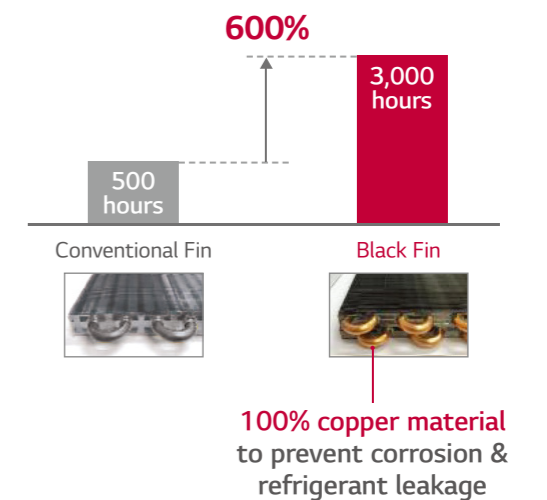 600%
3,000
hours
500
hours
Conventional Fin
Black Fin
100% copper material
to prevent corrosion &
refrigerant leakage